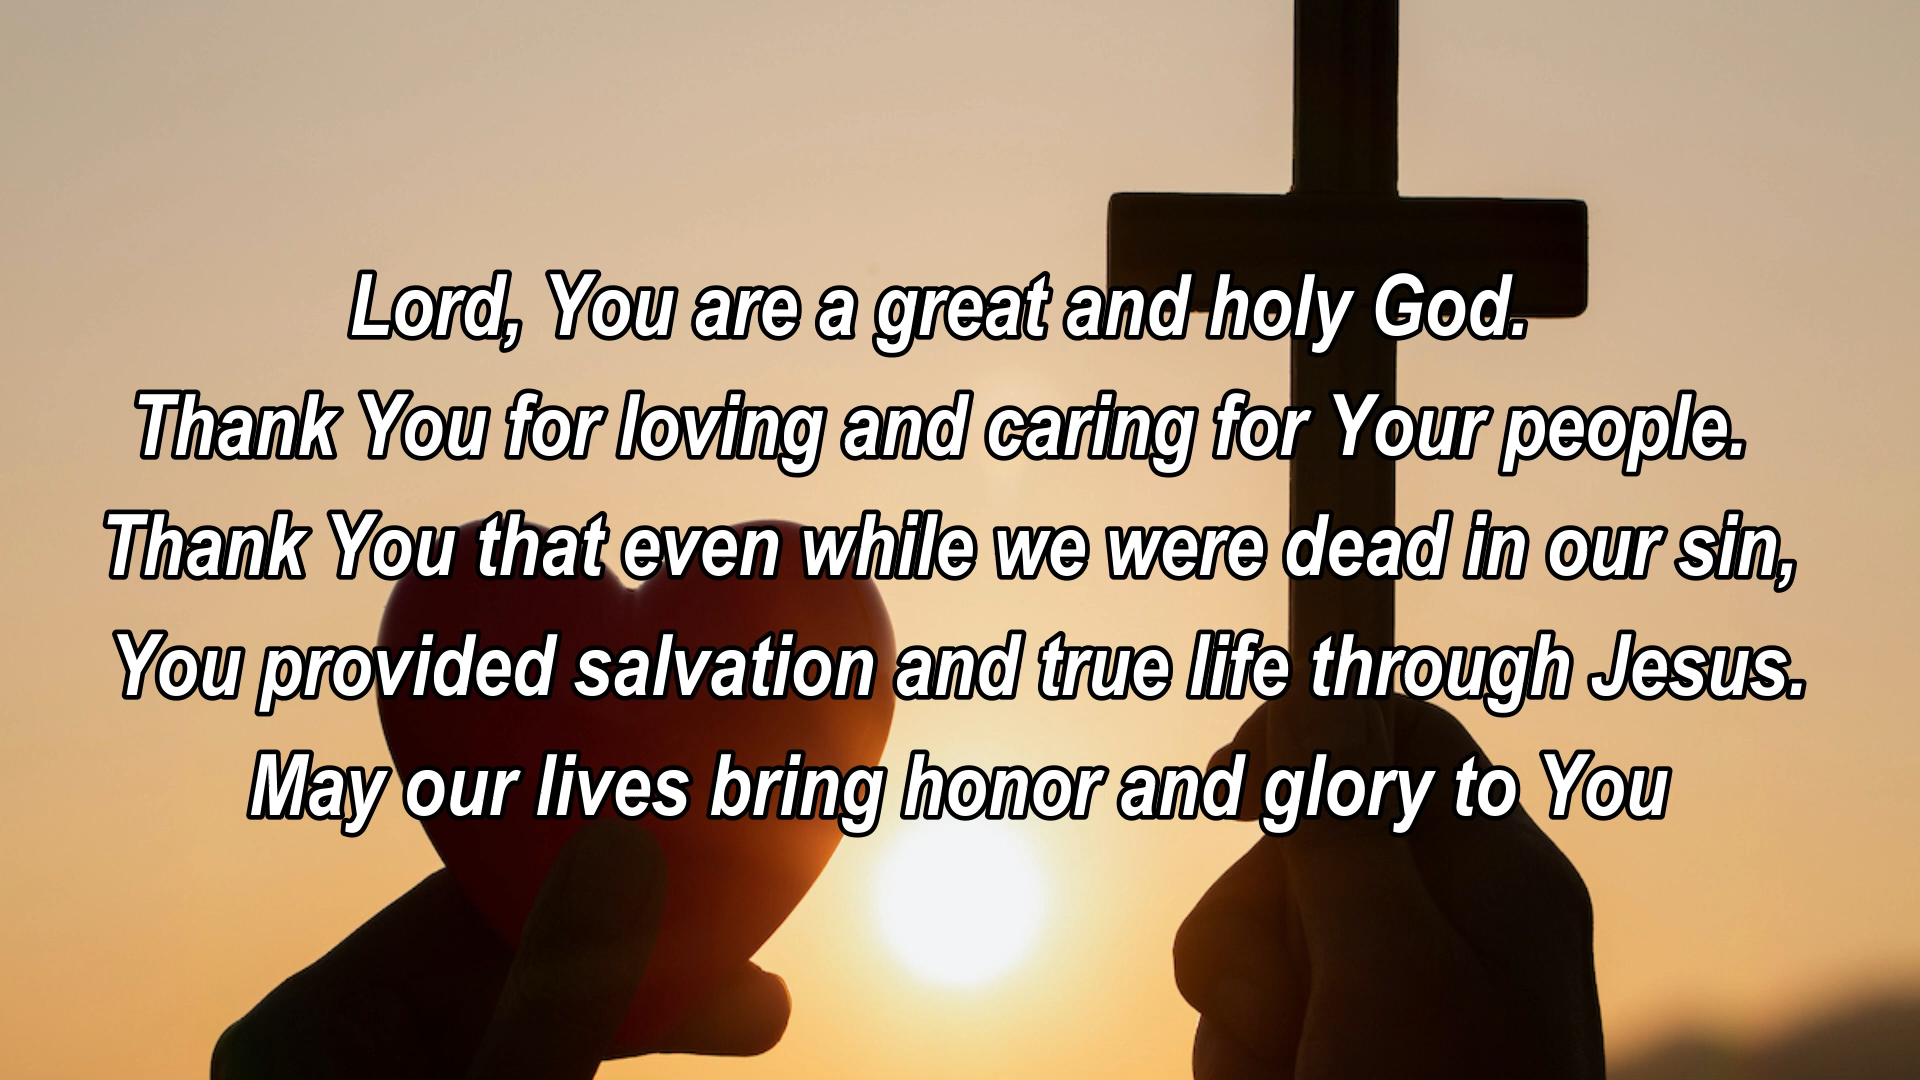 Lord, You are a great and holy God.
Thank You for loving and caring for Your people.
Thank You that even while we were dead in our sin,
You provided salvation and true life through Jesus.
May our lives bring honor and glory to You